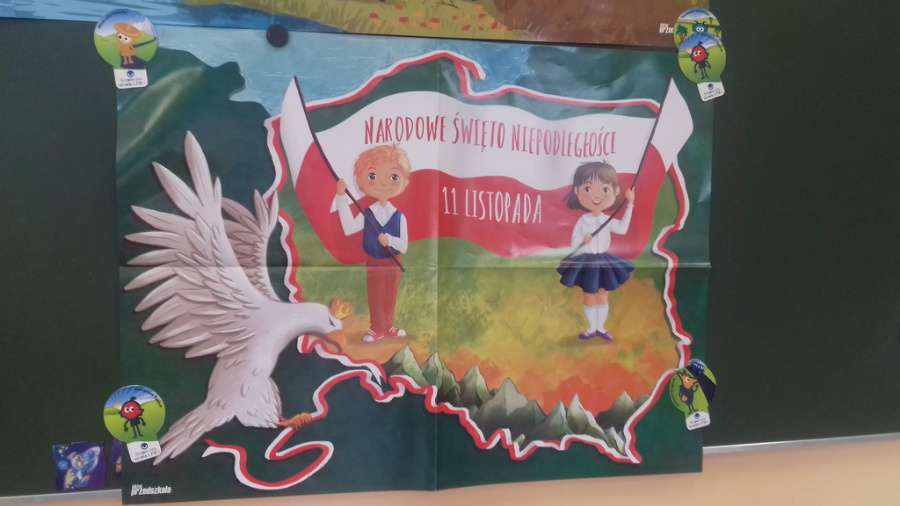 NARODOWE ŚWIĘTO NIEPODLEGŁOŚCI
11 LISTOPADA
przedszkole